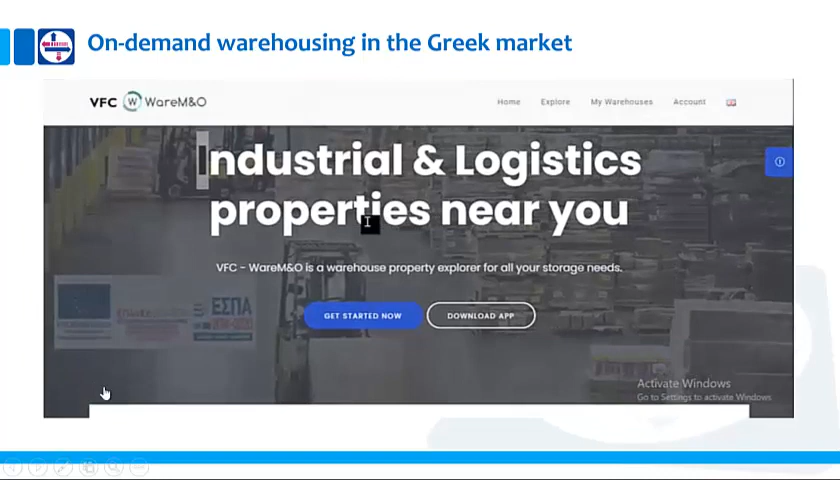 On-demand warehousing in the Greek market
VFC W WareM&O
Home Explore My Warehouses Account
Industrial & Logistics
properties near you
VFC - WareM&O is a warehouse property explorer for all your storage needs.
ΕΣΠΑ
GET STARTED NOW DOWNLOAD APP
Activate Windows
Go to Settings to activate Windows